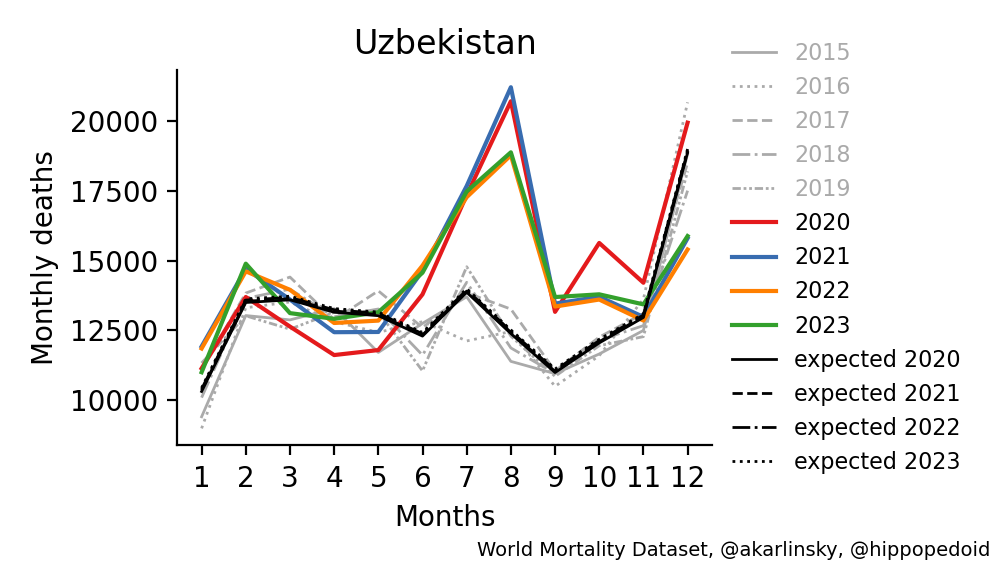 Uzbekistan
Monthly deaths
20000
17500
15000
12500
10000
1 2 3 4 5 6 7 8 9 10 11 12
Months
2015
2016
2017
2018
2019
2020
2021
2022
2023
expected 2020
expected 2021
expected 2022
expected 2023
World Mortality Dataset, @akarlinsky, @hippopedoid